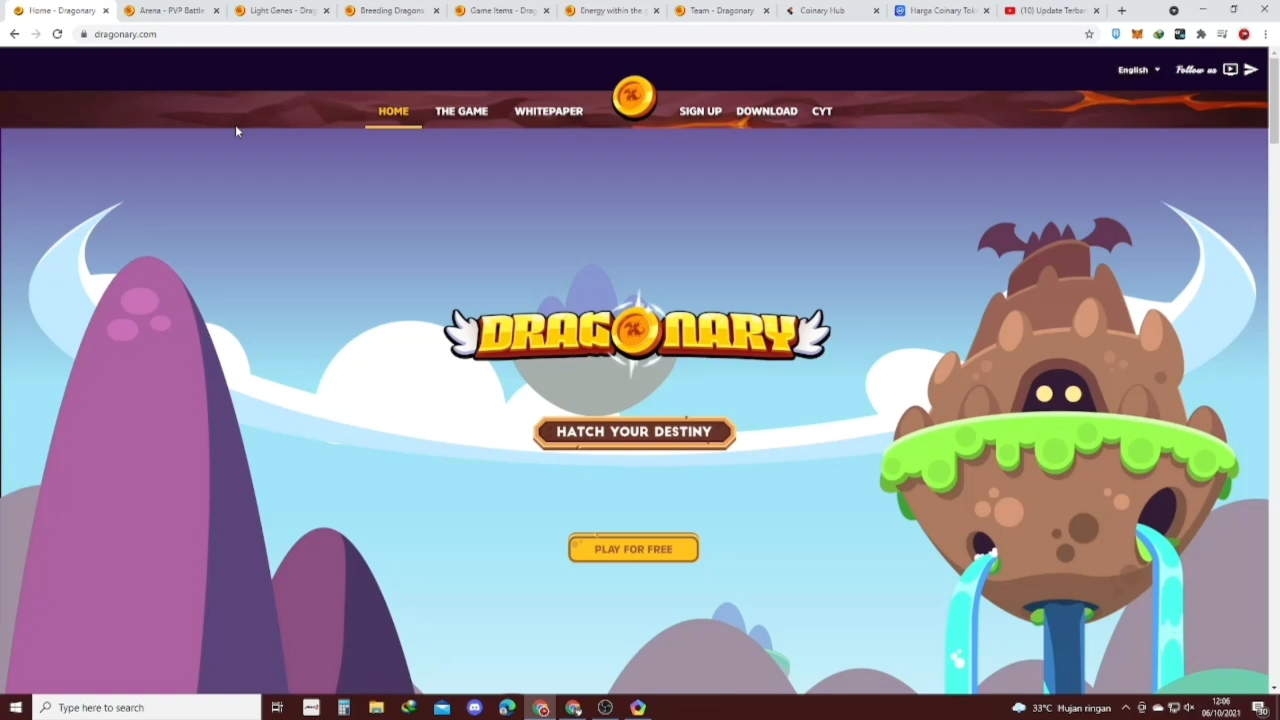 Home - Dragonary
Arena - PVP Battle
Light Genes - Drag
Breeding Dragons
Game Items - Drag
Energy within the g
Team - Dragonary
Coinary Hub
Harga Coinary Tok
(10) Update Terbar
dragonary.com
English
Follow us
HOME
THE GAME
WHITEPAPER
SIGN UP
DOWNLOAD
CYT
DRAGONARY
HATCH YOUR DESTINY
PLAY FOR FREE
Type here to search
33°C Hujan ringan
12:06
06/10/2021